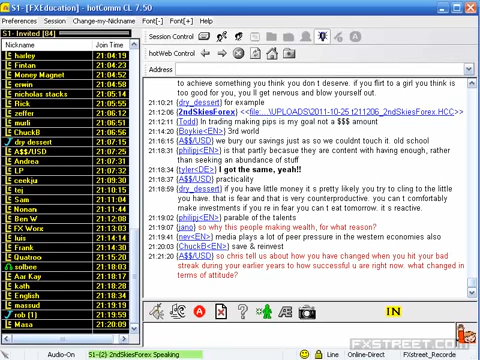 S1- [FXEducation] - hotComm CL 7.50
Preferences Session Change-my-Nickname Font[-] Font[+]
S1- Invited [84]
Nickname Join Time
harley 21:04:19
Fintan 21:04:23
Money Magnet 21:04:52
erwin 21:04:58
nicholas stacks 21:05:14
Rick 21:05:55
zelfer 21:06:12
murli 21:06:51
ChuckB 21:06:56
dry dessert 21:07:15
A$$/USD 21:07:25
Andrea 21:07:31
LP 21:07:32
ceekju 21:09:30
tej 21:10:15
Sam 21:11:04
Nonan 21:11:44
Ben W 21:12:08
FX Worx 21:13:03
luis 21:14:11
Frank 21:14:30
Quatroo 21:15:20
solbee 21:18:03
Aar Kay 21:18:17
kath 21:18:28
English 21:18:34
massud 21:19:19
rob {1} 21:19:59
Masa 21:20:09
Session Control
hotWeb Control
Address
to achieve something you think you don t deserve. if you flirt to a girl you think is
too good for you, you ll get nervous and blow yourself out.
21:10:21 {dry_dessert} for example
21:12:06 {2ndSkiesForex} <<file:...\UPLOADS\2011-10-25 t211206_2ndSkiesForex.HCC>>
21:12:11 {Todd} In trading making pips is my goal not a $$$ amount
21:14:20 {Boykie<EN} 3rd world
21:16:15 {A$$/USD} we bury our savings just as so we couldnt touch it. old school
21:18:31 {philipj<EN} is that partly because they are content with having enough, rather
than seeking an abundance of stuff
21:18:34 {tyler<DE} I got the same, yeah!!
21:18:37 {A$$/USD} practicality
21:18:59 {dry_dessert} if you have little money it s pretty likely you try to cling to the little
you have. that is fear and that is very counterproductive. you can t comfortably
make investments if you re in fear you can t eat tomorrow. it s reactive.
21:19:02 {philipj<EN} parable of the talents
21:19:07 {jano} so why this people making wealth, for what reason?
21:19:41 {nev<EN} media plays a lot of peer pressure in the western economies also
21:20:03 {ChuckB<EN} save & reinvest
21:21:20 {A$$/USD} so chris tell us about how you have changed when you hit your bad
streak during your earlier years to how successful u are right now. what changed in
terms of attitude?
IN
Audio-On S1-{2} 2ndSkiesForex Speaking Line Online-Direct FXstreet_Records
FXSTREET.COM